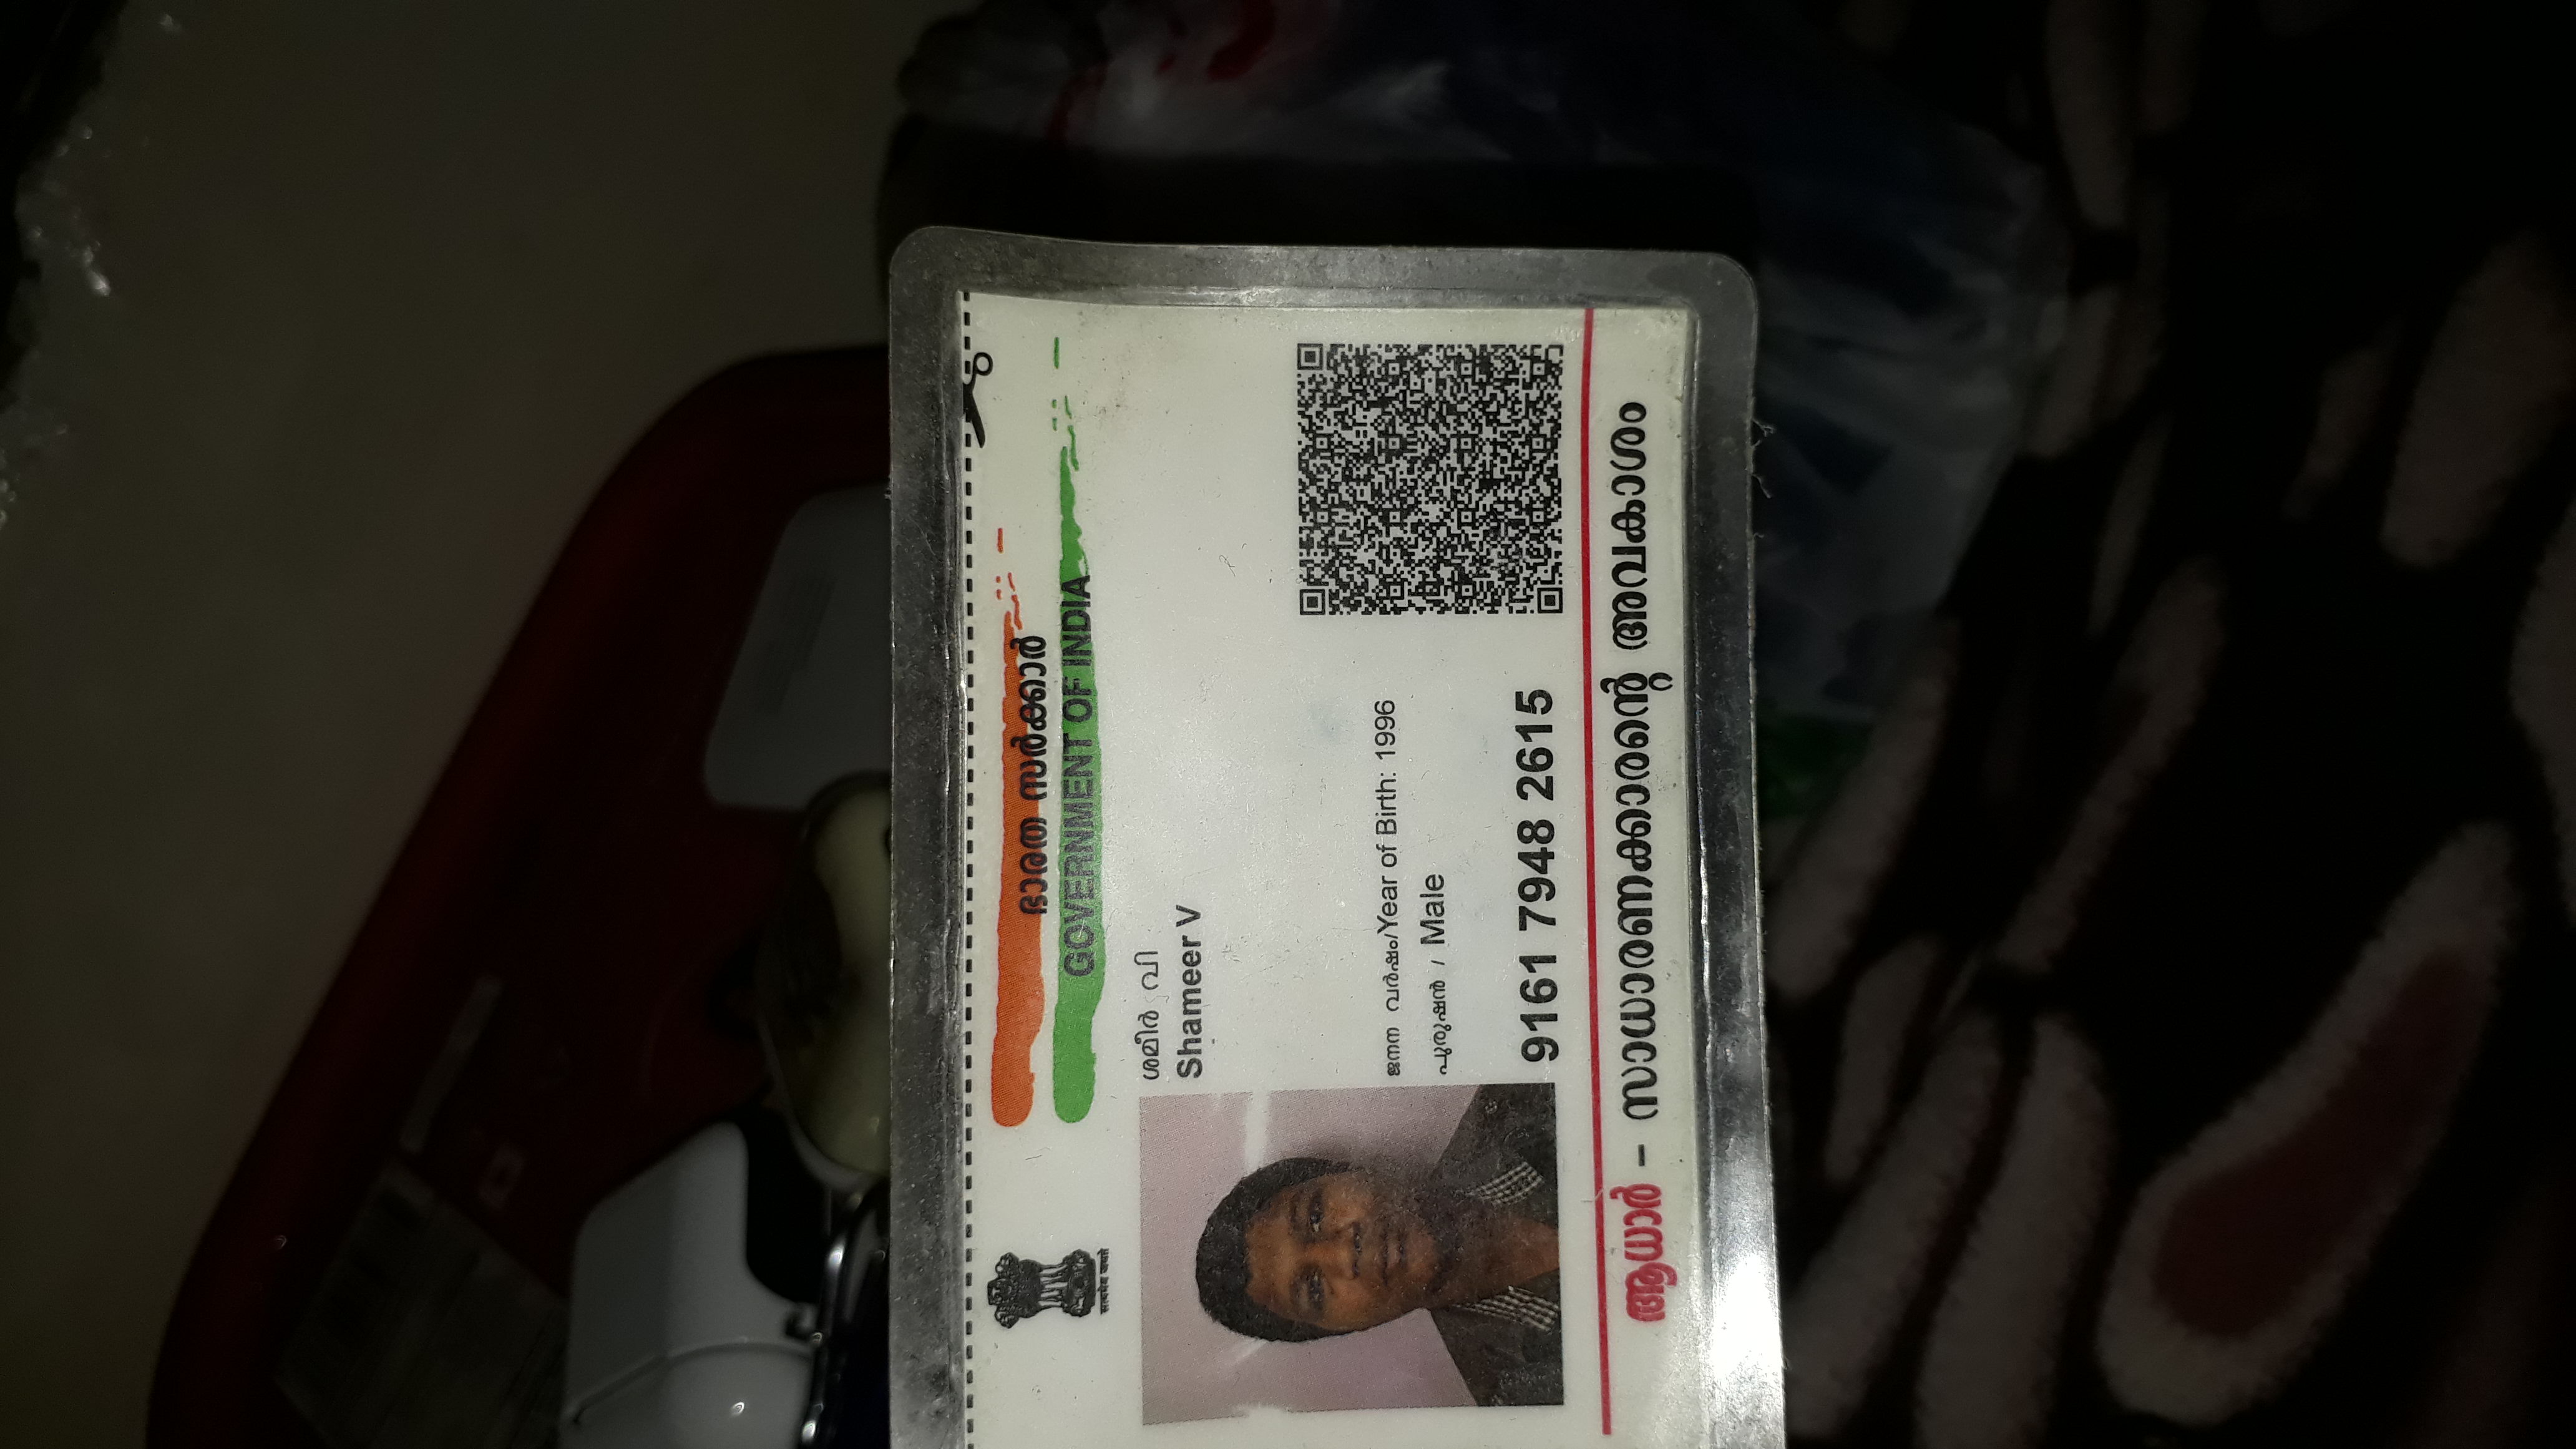 ഭാരത സർക്കാർ
GOVERNMENT OF INDIA
सत्यमेव जयते
ശമീർ വി
Shameer V
ജനന വർഷം/Year of Birth: 1996
പുരുഷൻ / Male
9161 7948 2615
ആധാർ – സാധാരണക്കാരന്റെ അവകാശം